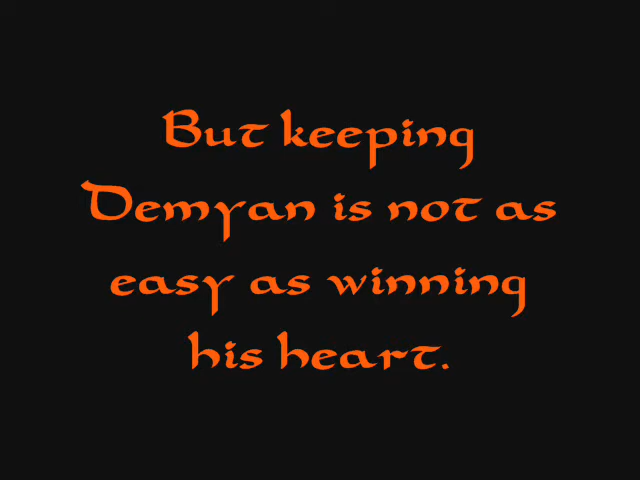 But keeping
Demyan is not as
easy as winning
his heart.